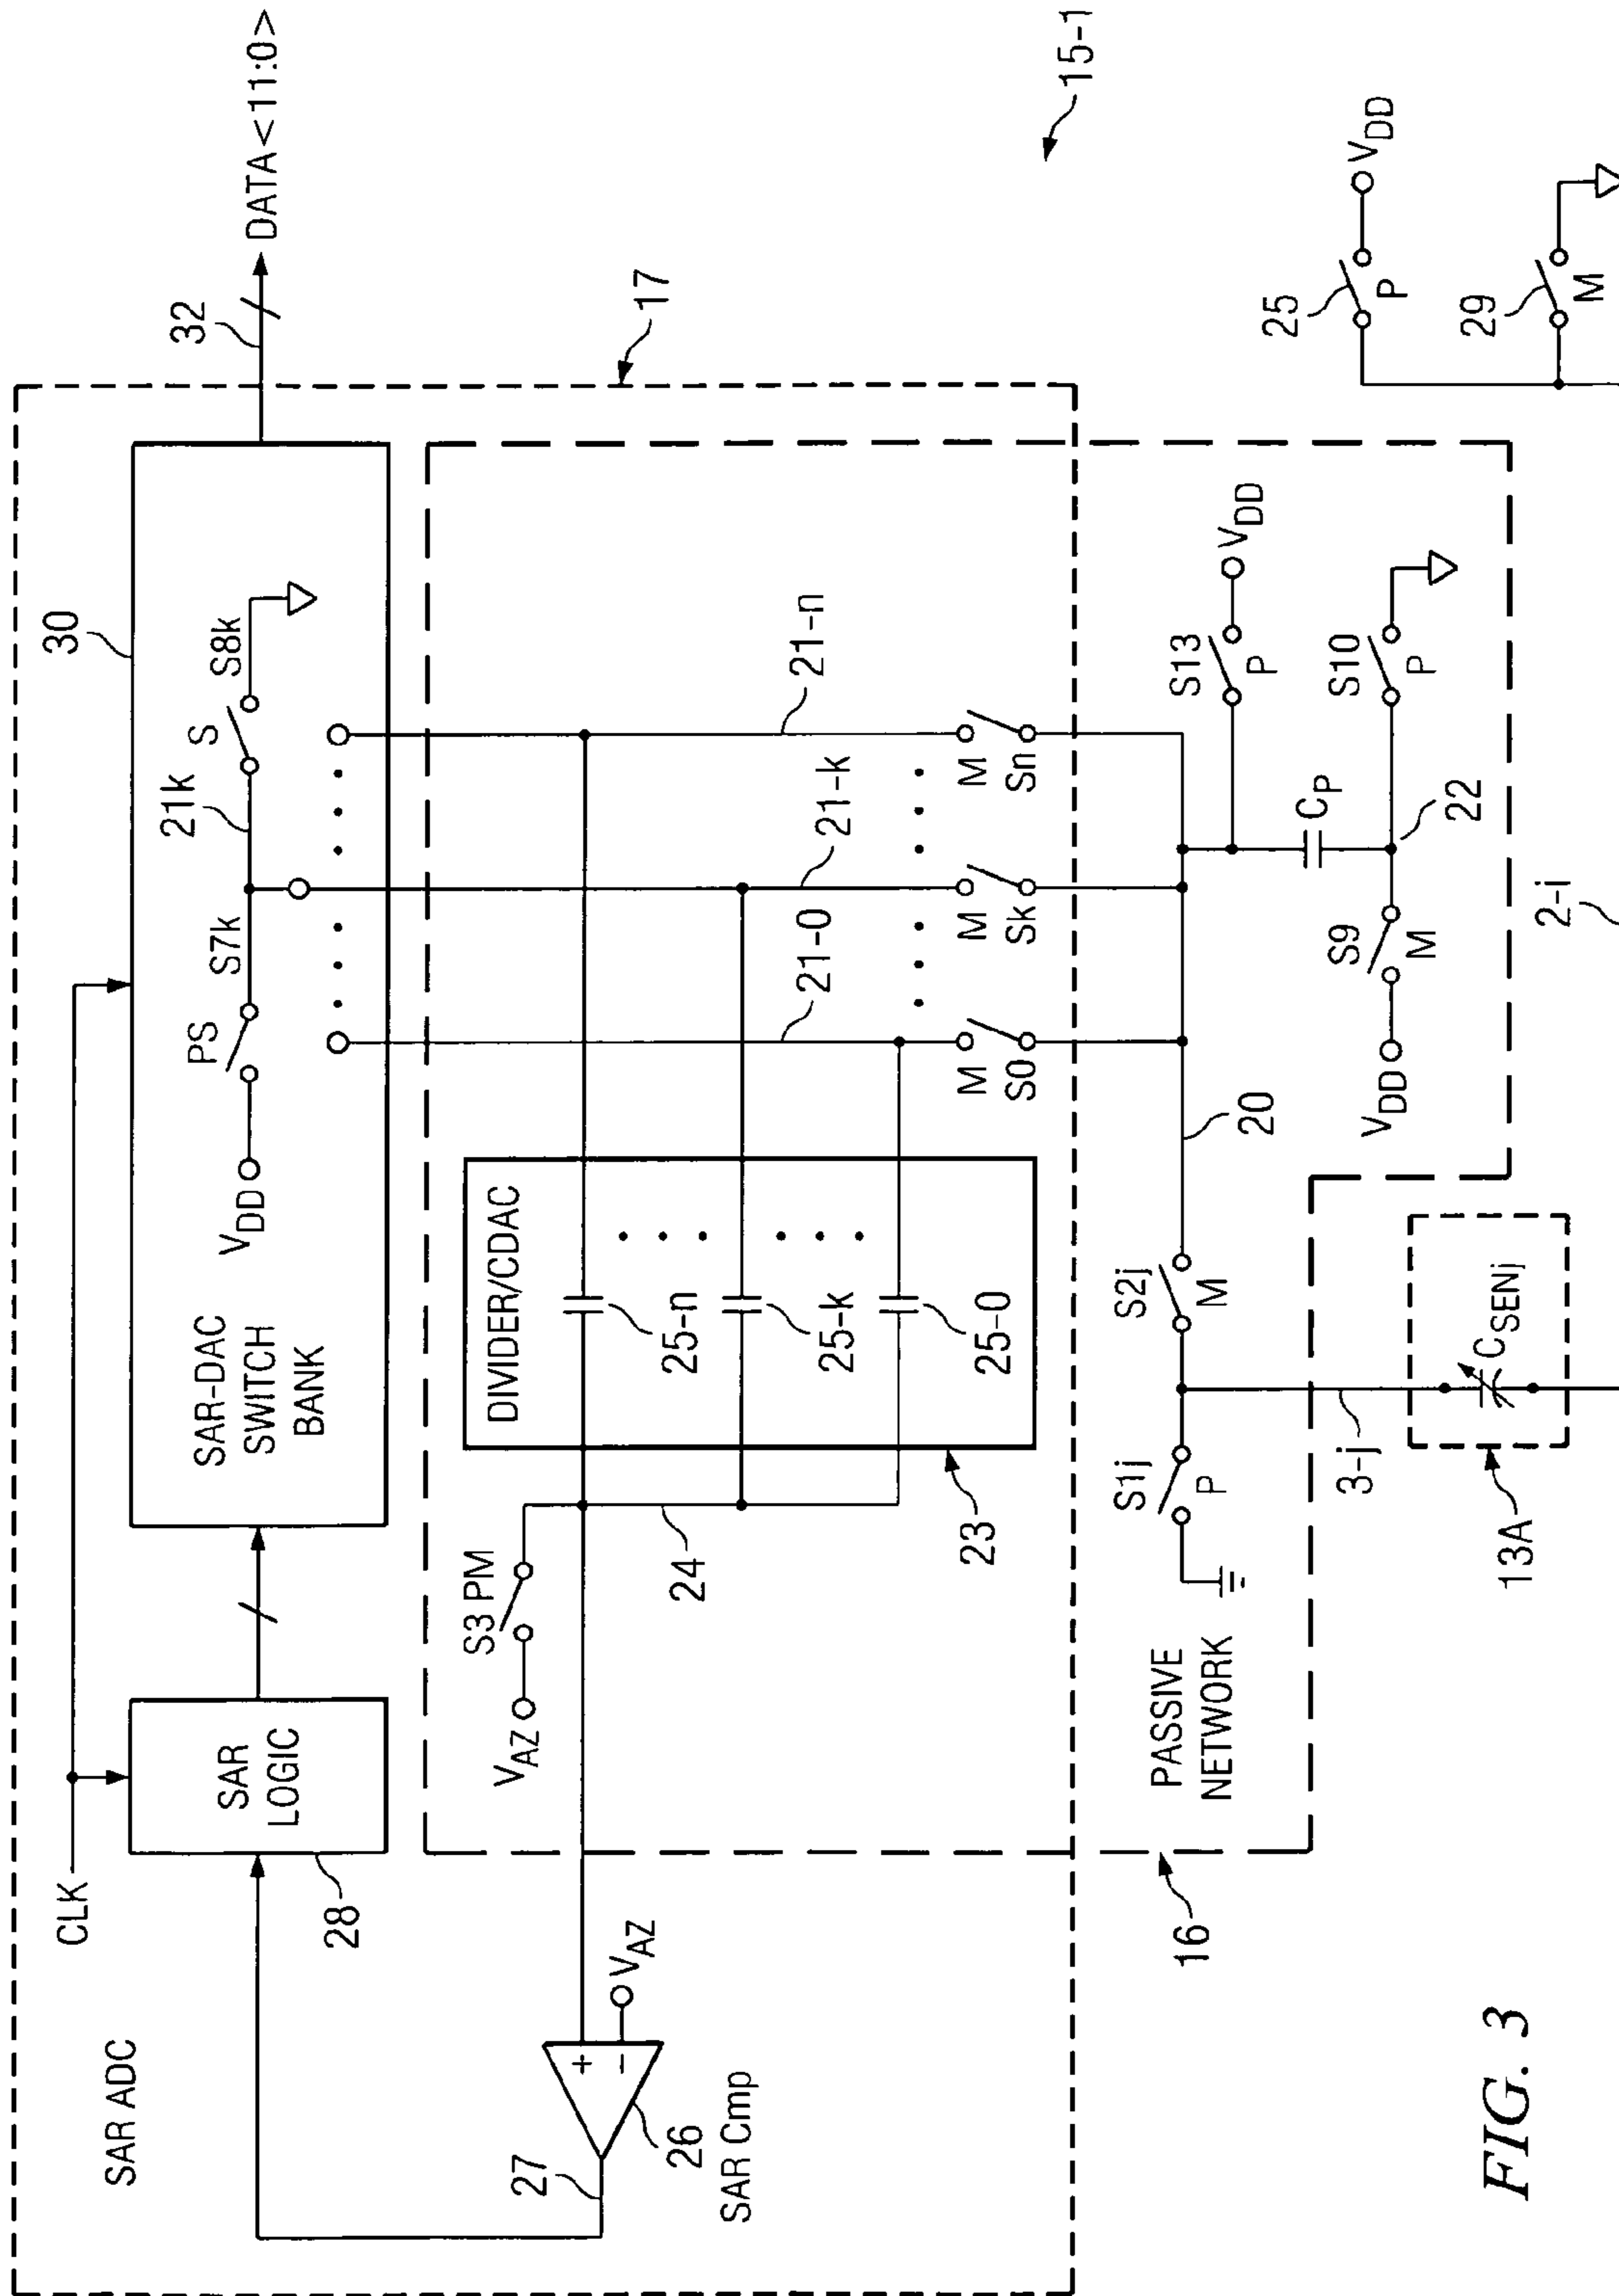 SAR ADC
CLK
SAR
LOGIC
28
SAR-DAC
SWITCH
BANK
30
VDD
PS
S7k
21k
S
S8k
32
DATA<11:0>
17
15-1
27
26
SAR Cmp
+
−
VAZ
VAZ
S3 PM
24
DIVIDER/CDAC
25-n
25-k
25-0
23
21-n
21-k
21-0
M
S0
M
Sk
M
Sn
PASSIVE
NETWORK
16
S1j
P
S2j
M
20
S13
P
VDD
CP
S9
M
VDD
S10
P
22
3-j
CSENj
13A
2-i
25
P
VDD
29
M
FIG. 3